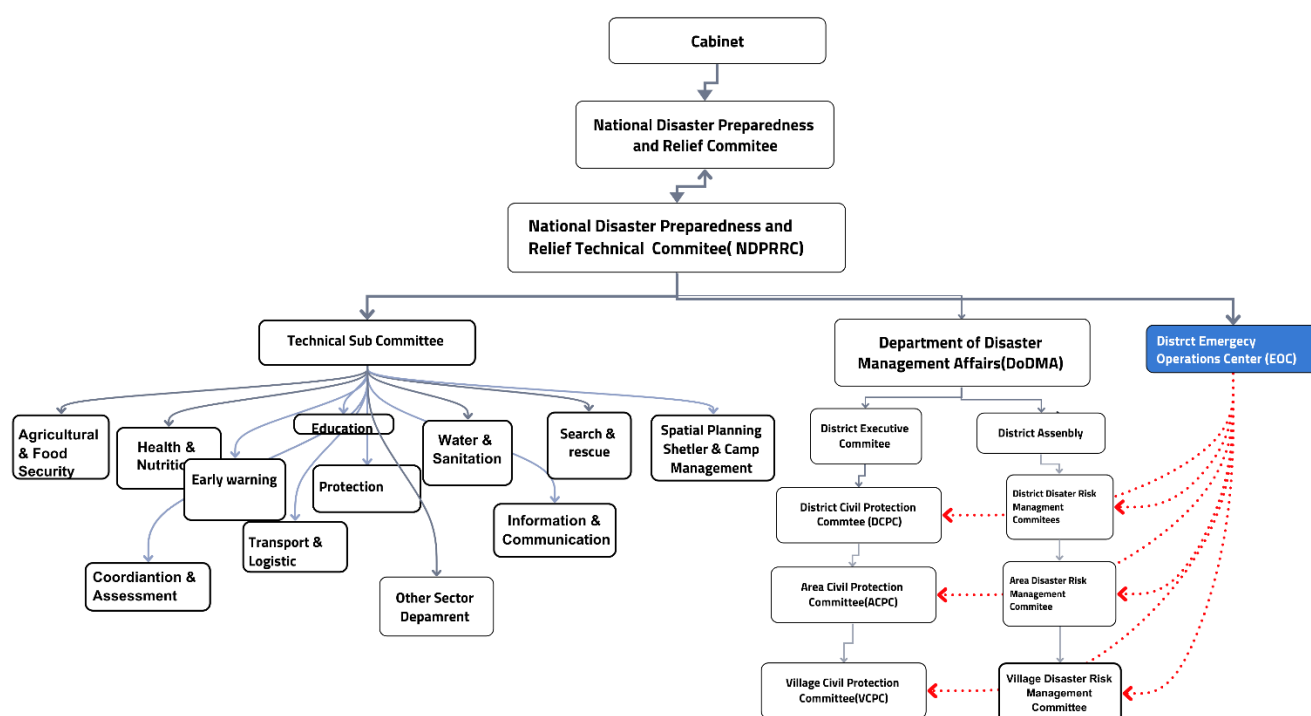 Cabinet
National Disaster Preparedness
and Relief Commitee
National Disaster Preparedness and
Relief Technical Commitee( NDPRRC)
Technical Sub Committee
Department of Disaster
Management Affairs(DoDMA)
Distrct Emergecy
Operations Center (EOC)
Agricultural
& Food
Security
Health &
Nutritio
Early warning
Education
Protection
Water &
Sanitation
Search &
rescue
Spatial Planning
Shetler & Camp
Management
Coordiantion &
Assessment
Transport &
Logistic
Other Sector
Depamrent
Information &
Communication
District Executive
Commitee
District Assenbly
District Civil Protection
Commtee (DCPC)
District Disater Risk
Managment
Commitees
Area Civil Protection
Committee(ACPC)
Area Disaster Risk
Management
Commitee
Village Civil Protection
Committee(VCPC)
Village Disaster Risk
Management
Committee